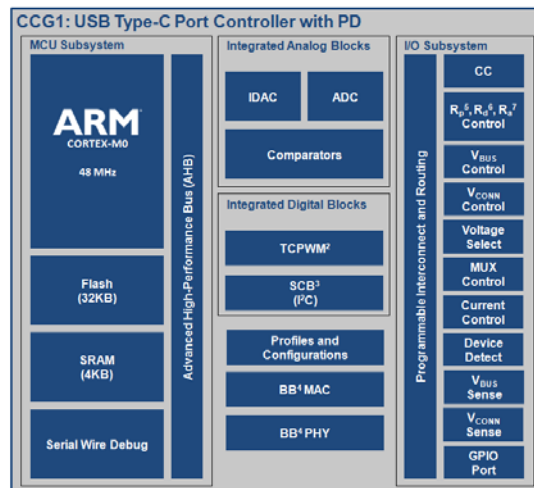 CCG1: USB Type-C Port Controller with PD
MCU Subsystem
ARM®
CORTEX-M0
48 MHz
Flash
(32KB)
SRAM
(4KB)
Serial Wire Debug
Advanced High-Performance Bus (AHB)
Integrated Analog Blocks
IDAC
ADC
Comparators
Integrated Digital Blocks
TCPWM²
SCB³
(I²C)
Profiles and
Configurations
BB⁴ MAC
BB⁴ PHY
I/O Subsystem
Programmable Interconnect and Routing
CC
Rp⁵, Rd⁶, Ra⁷
Control
VBUS
Control
VCONN
Control
Voltage
Select
MUX
Control
Current
Control
Device
Detect
VBUS
Sense
VCONN
Sense
GPIO
Port